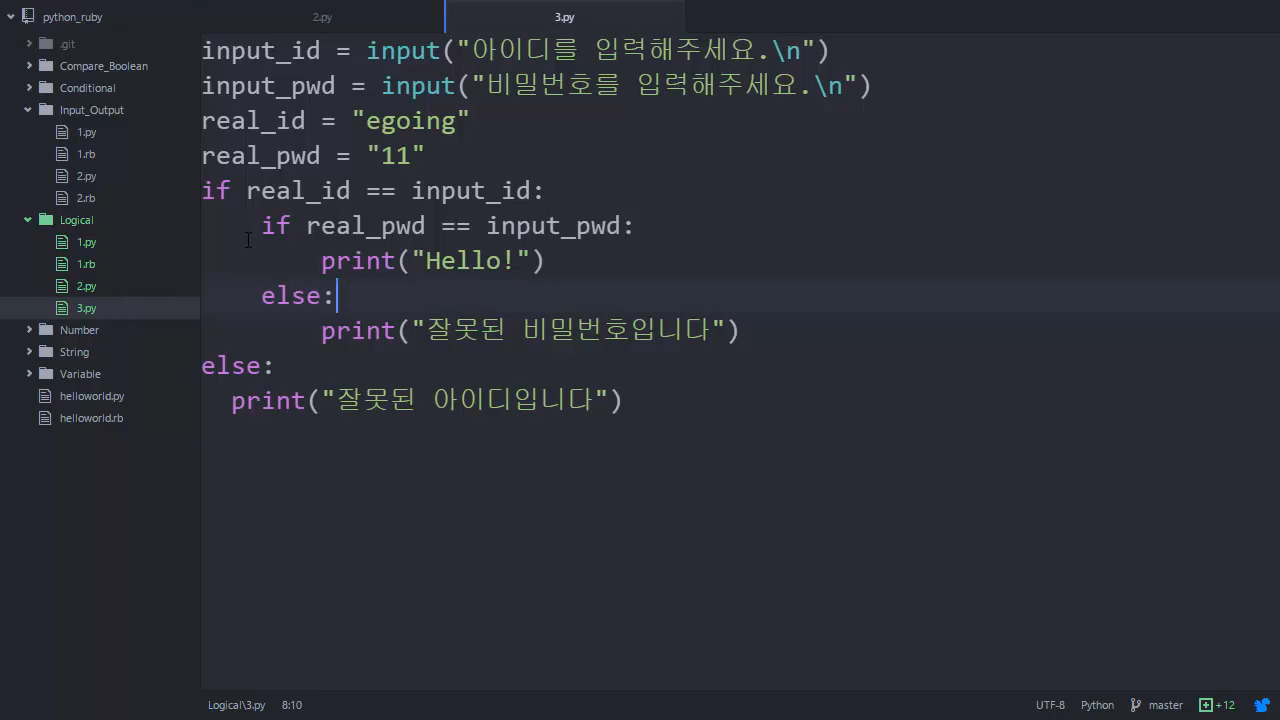 python_ruby
2.py
3.py
.git
Compare_Boolean
Conditional
Input_Output
1.py
1.rb
2.py
2.rb
Logical
1.py
1.rb
2.py
3.py
Number
String
Variable
helloworld.py
helloworld.rb
input_id = input("아이디를 입력해주세요.\n")
input_pwd = input("비밀번호를 입력해주세요.\n")
real_id = "egoing"
real_pwd = "11"
if real_id == input_id:
    if real_pwd == input_pwd:
        print("Hello!")
    else:
        print("잘못된 비밀번호입니다")
else:
  print("잘못된 아이디입니다")
Logical\3.py 8:10 UTF-8 Python master +12